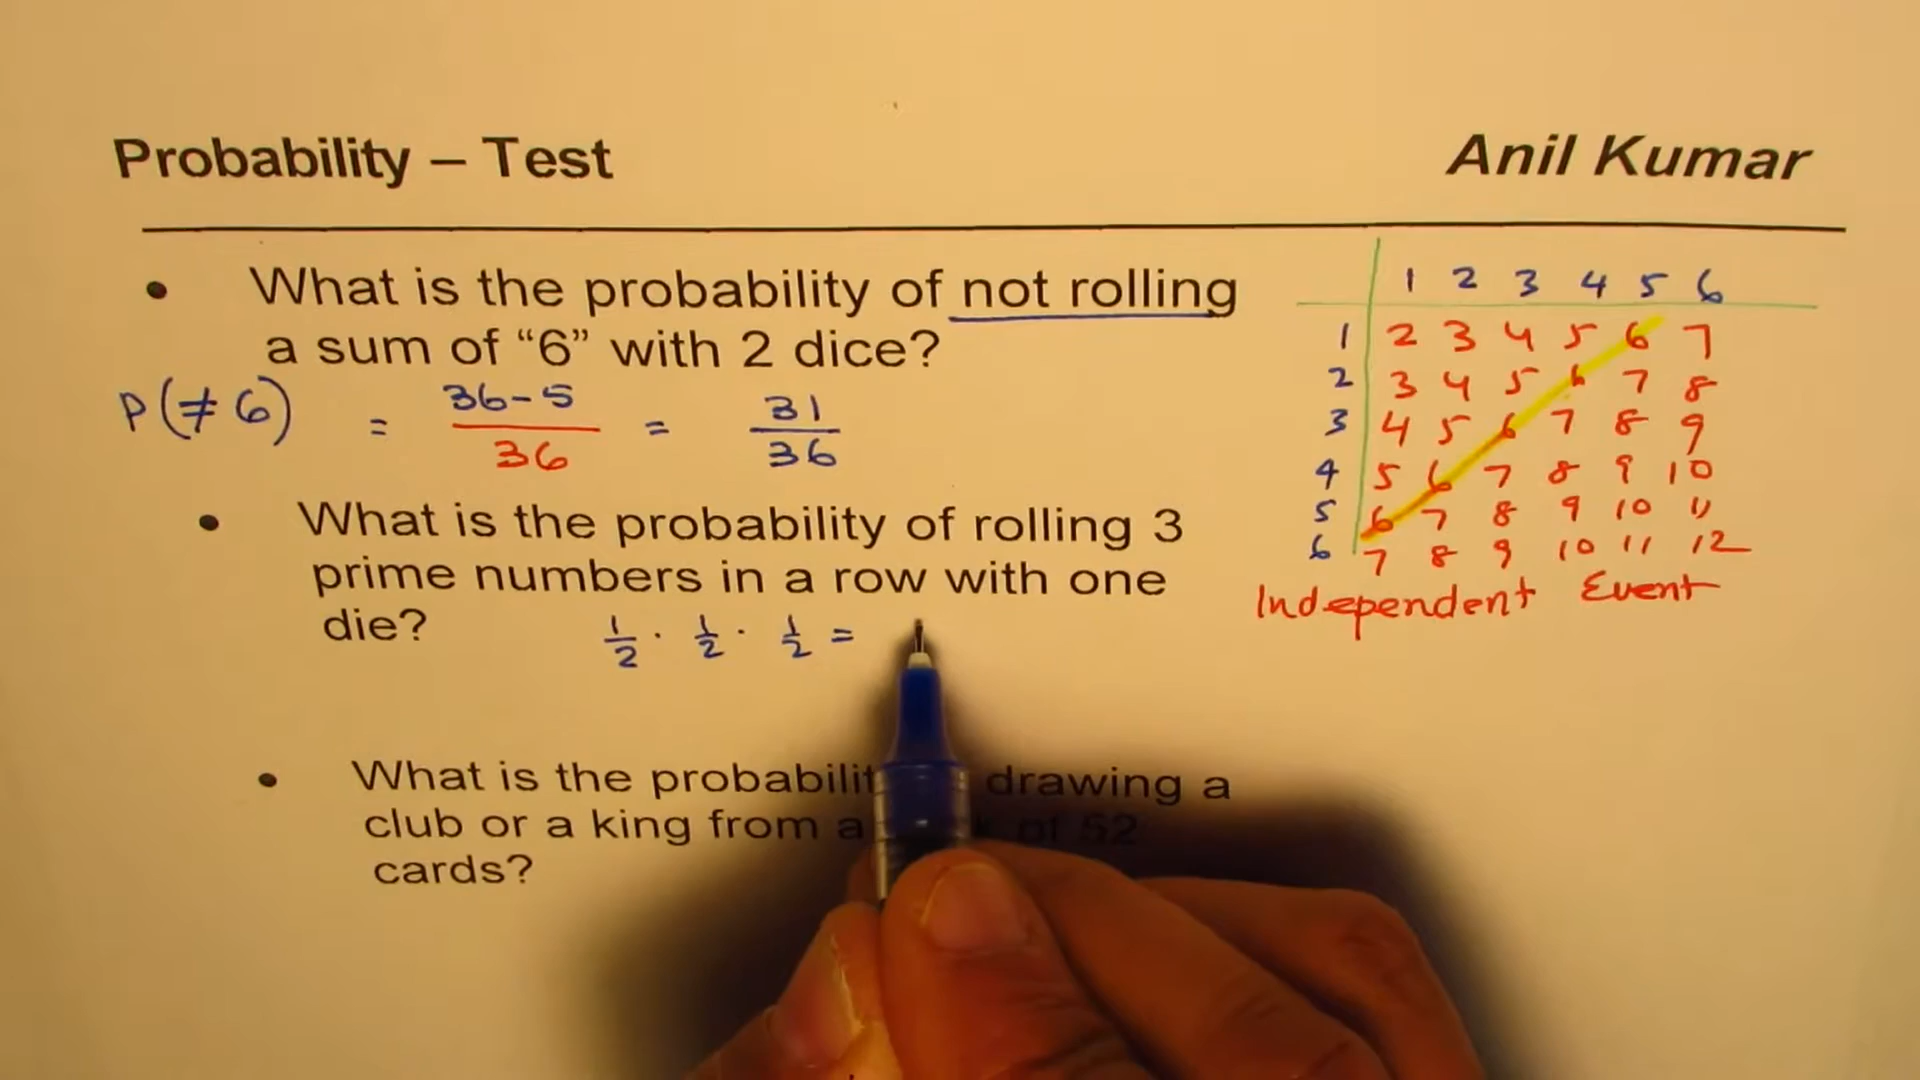 Probability – Test
Anil Kumar
• What is the probability of not rolling
a sum of “6” with 2 dice?
P(≠6) = 36-5/36 = 31/36
• What is the probability of rolling 3
prime numbers in a row with one
die?
1/2 · 1/2 · 1/2 =
• What is the probabilit drawing a
club or a king from a of 52
cards?
1 2 3 4 5 6
1 2 3 4 5 6 7
2 3 4 5 6 7 8
3 4 5 6 7 8 9
4 5 6 7 8 9 10
5 6 7 8 9 10 11
6 7 8 9 10 11 12
Independent Event